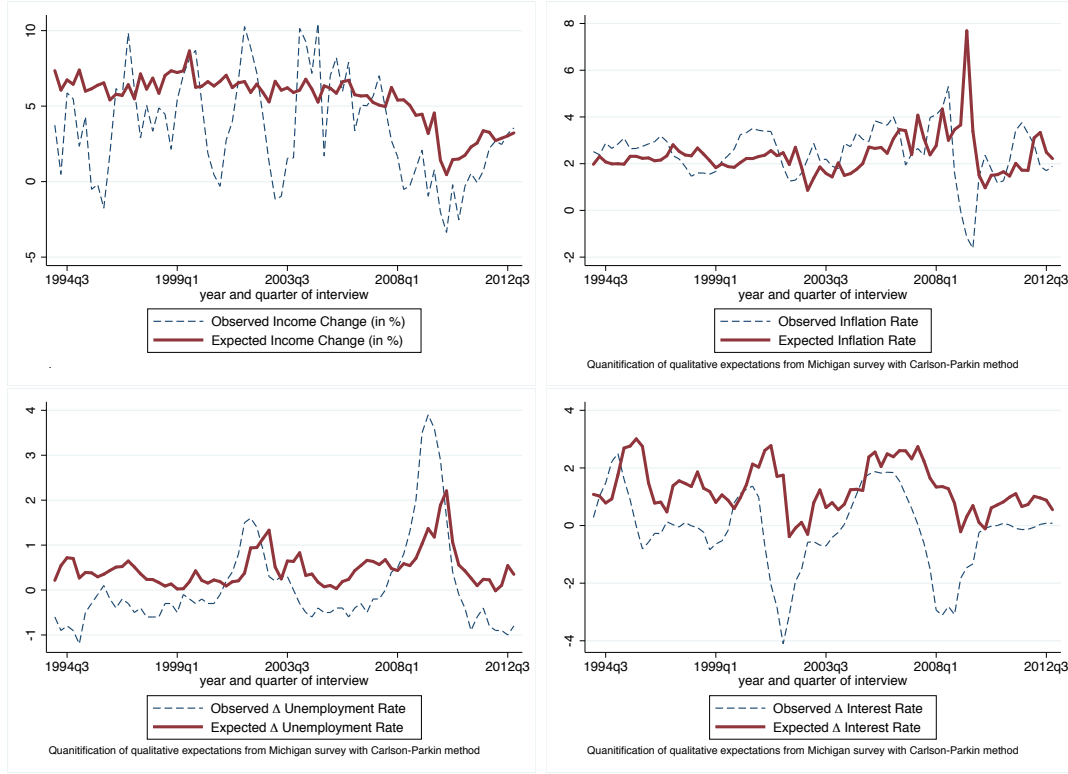 10
5
0
-5
1994q3 1999q1 2003q3 2008q1 2012q3
year and quarter of interview
Observed Income Change (in %)
Expected Income Change (in %)
.
8
6
4
2
0
-2
1994q3 1999q1 2003q3 2008q1 2012q3
year and quarter of interview
Observed Inflation Rate
Expected Inflation Rate
Quanitification of qualitative expectations from Michigan survey with Carlson-Parkin method
4
3
2
1
0
-1
1994q3 1999q1 2003q3 2008q1 2012q3
year and quarter of interview
Observed Δ Unemployment Rate
Expected Δ Unemployment Rate
Quanitification of qualitative expectations from Michigan survey with Carlson-Parkin method
4
2
0
-2
-4
1994q3 1999q1 2003q3 2008q1 2012q3
year and quarter of interview
Observed Δ Interest Rate
Expected Δ Interest Rate
Quanitification of qualitative expectations from Michigan survey with Carlson-Parkin method